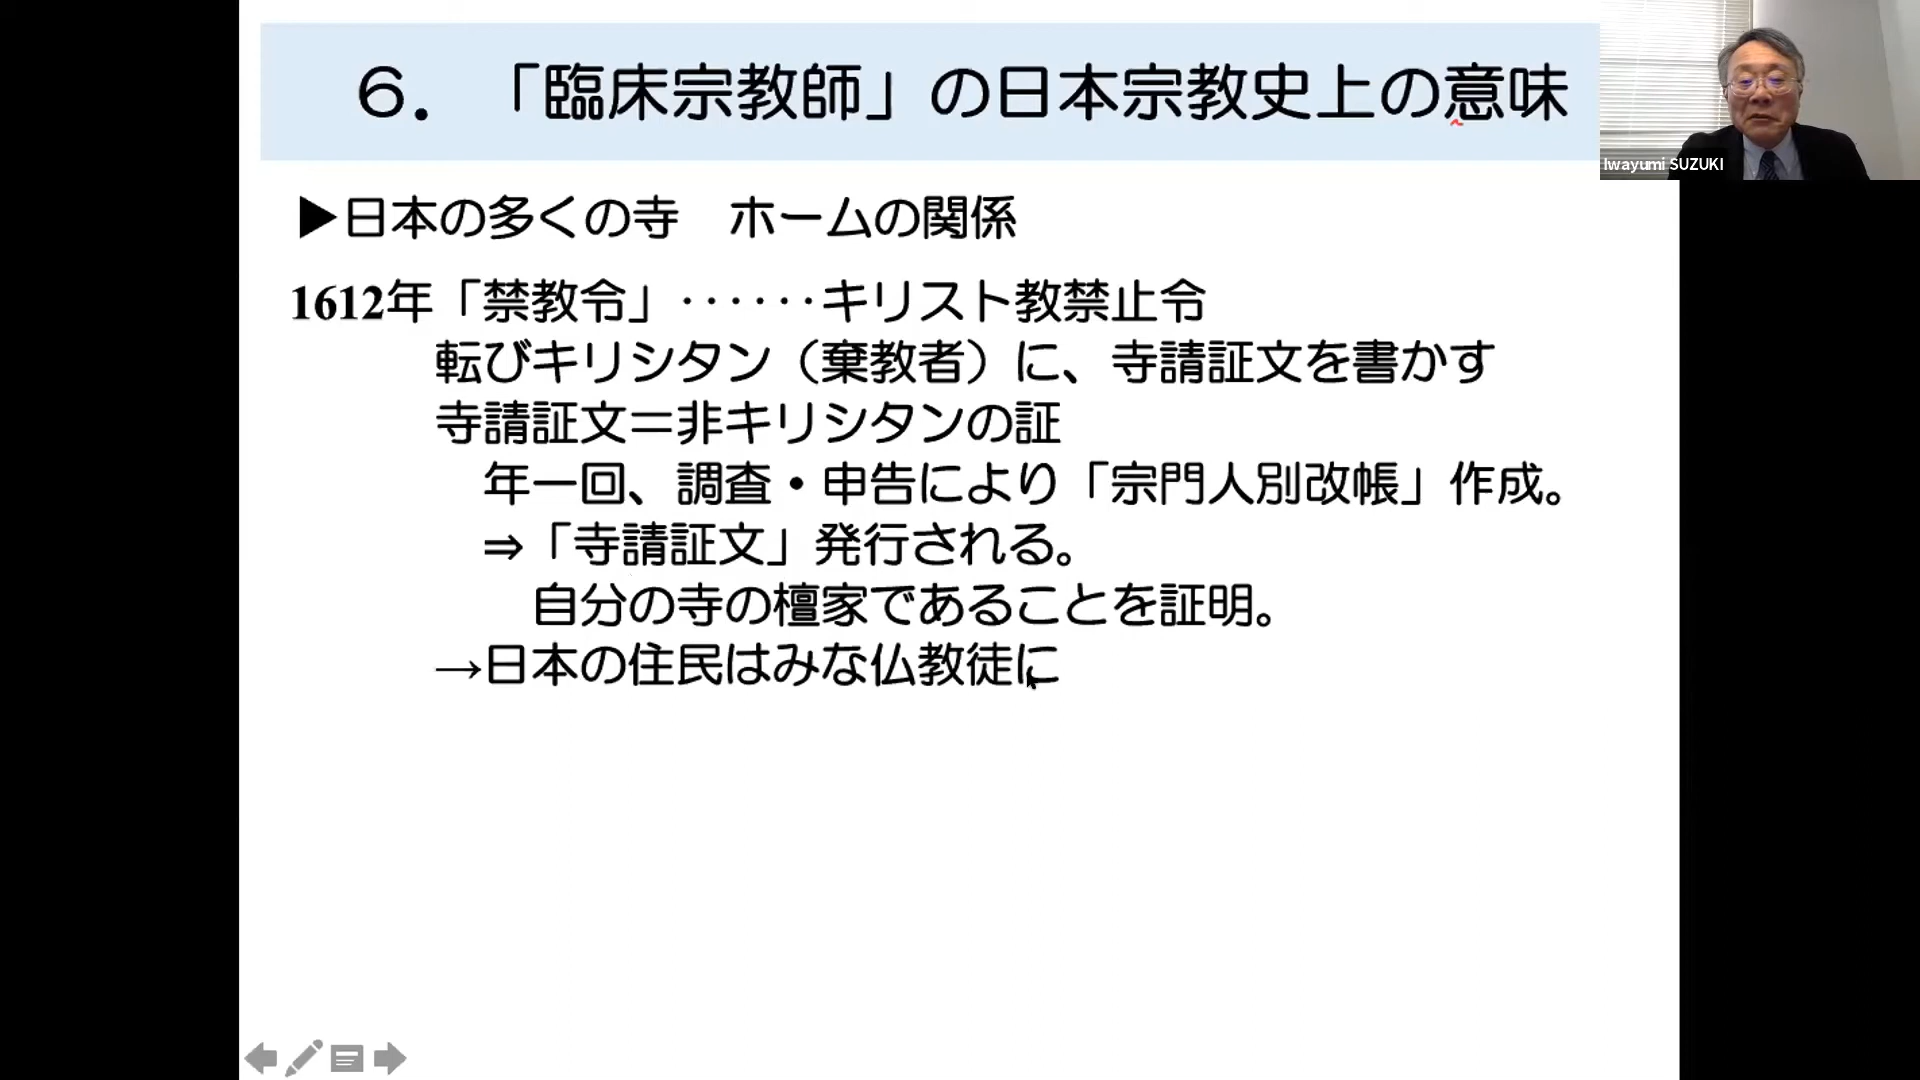 ６．「臨床宗教師」の日本宗教史上の意味
Iwayumi SUZUKI
▶日本の多くの寺　ホームの関係
1612年「禁教令」‥‥‥キリスト教禁止令
転びキリシタン（棄教者）に、寺請証文を書かす
寺請証文＝非キリシタンの証
年一回、調査・申告により「宗門人別改帳」作成。
⇒「寺請証文」発行される。
自分の寺の檀家であることを証明。
→日本の住民はみな仏教徒に